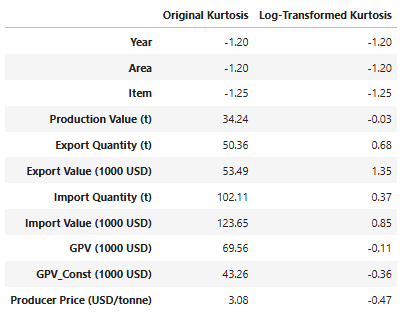 Original Kurtosis Log-Transformed Kurtosis
Year -1.20 -1.20
Area -1.20 -1.20
Item -1.25 -1.25
Production Value (t) 34.24 -0.03
Export Quantity (t) 50.36 0.68
Export Value (1000 USD) 53.49 1.35
Import Quantity (t) 102.11 0.37
Import Value (1000 USD) 123.65 0.85
GPV (1000 USD) 69.56 -0.11
GPV_Const (1000 USD) 43.26 -0.36
Producer Price (USD/tonne) 3.08 -0.47